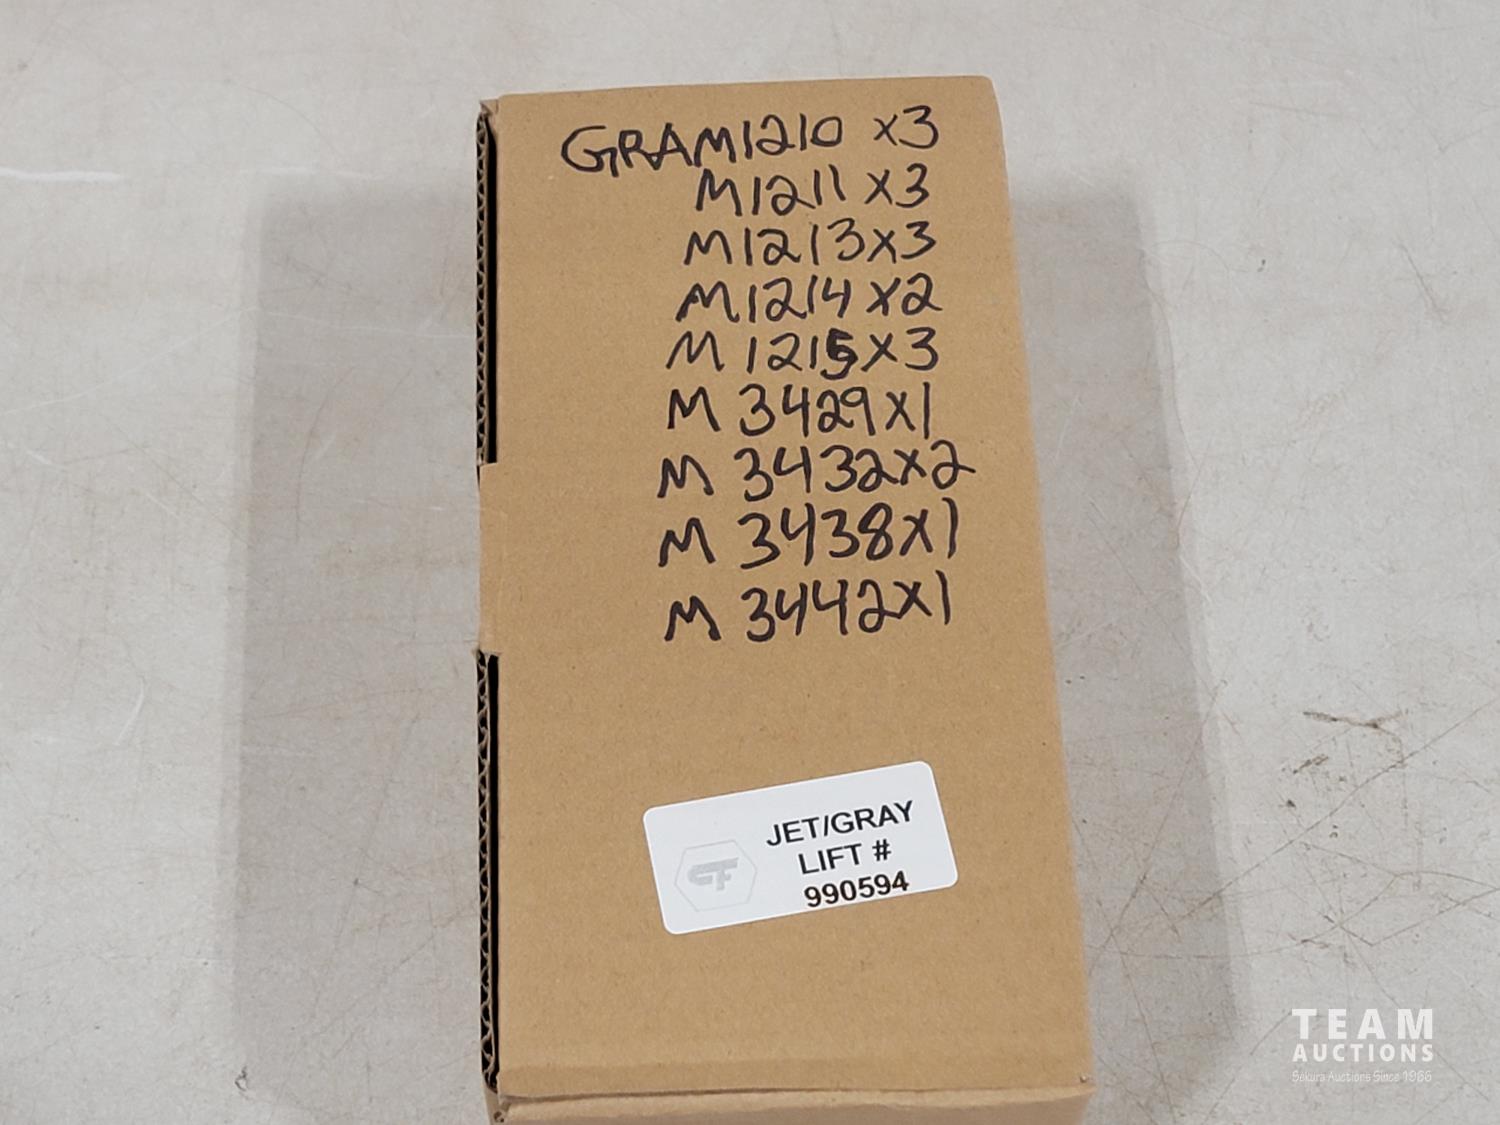 GRAM1210 x3
M1211 x3
M1213x3
M1214 x2
M 1215x3
M 3429x1
M 3432x2
M 3438x1
M 3442x1
JET/GRAY
LIFT #
990594
TEAM
AUCTIONS
Sekura Auctions Since 1966